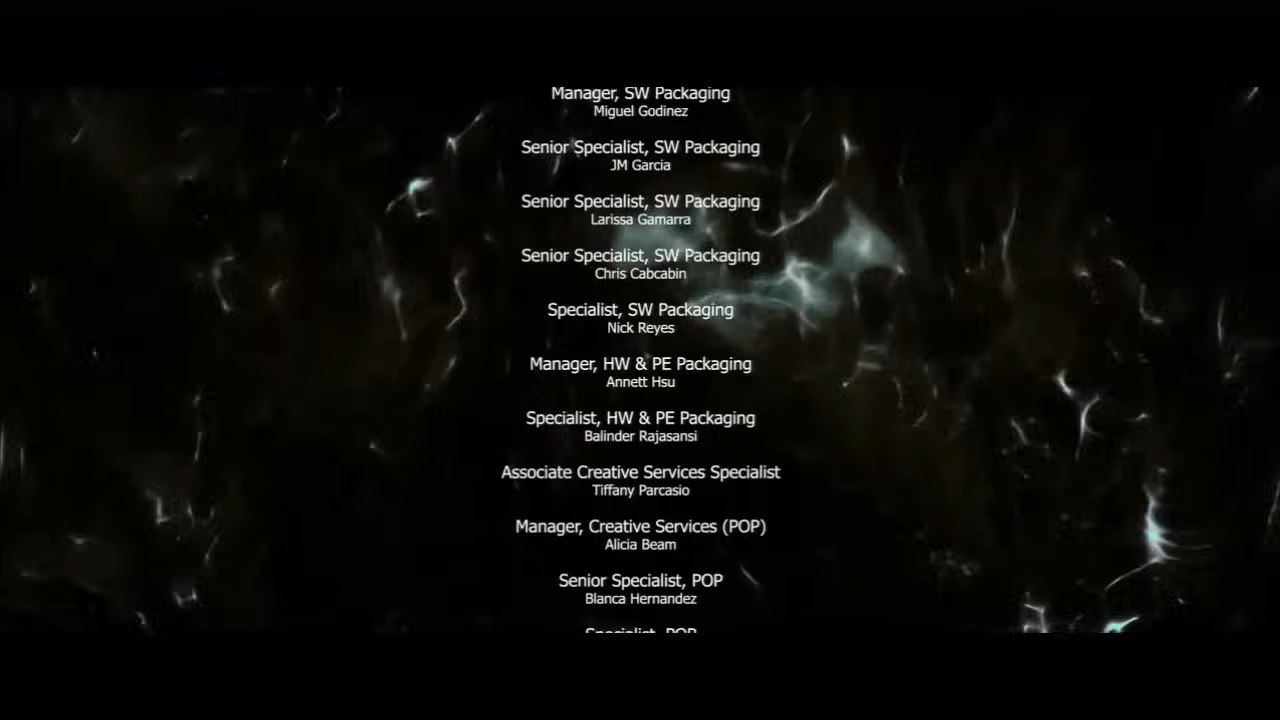 Manager, SW Packaging
Miguel Godinez
Senior Specialist, SW Packaging
JM Garcia
Senior Specialist, SW Packaging
Larissa Gamarra
Senior Specialist, SW Packaging
Chris Cabcabin
Specialist, SW Packaging
Nick Reyes
Manager, HW & PE Packaging
Annett Hsu
Specialist, HW & PE Packaging
Balinder Rajasansi
Associate Creative Services Specialist
Tiffany Parcasio
Manager, Creative Services (POP)
Alicia Beam
Senior Specialist, POP
Blanca Hernandez
Specialist, POP